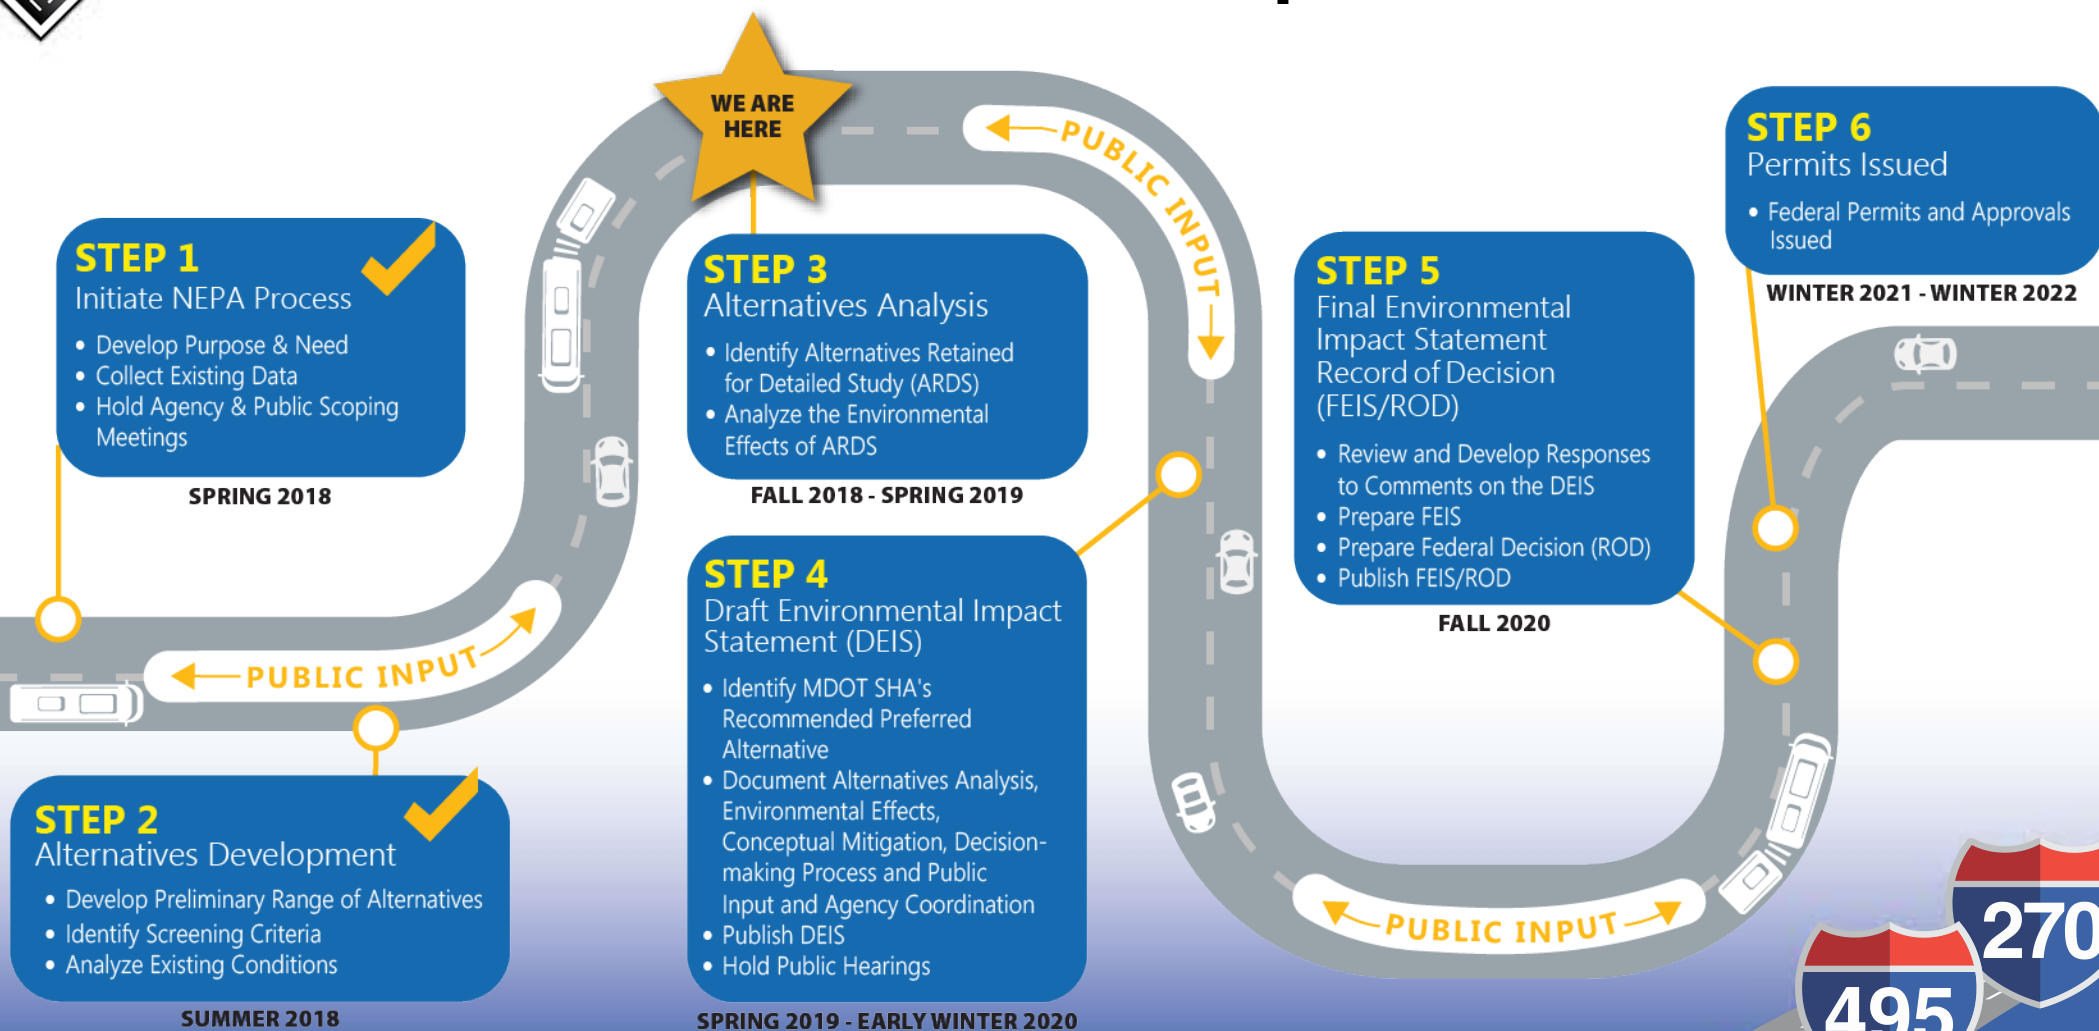 WE ARE
HERE
STEP 1
Initiate NEPA Process
• Develop Purpose & Need
• Collect Existing Data
• Hold Agency & Public Scoping
Meetings
SPRING 2018
PUBLIC INPUT
STEP 2
Alternatives Development
• Develop Preliminary Range of Alternatives
• Identify Screening Criteria
• Analyze Existing Conditions
SUMMER 2018
STEP 3
Alternatives Analysis
• Identify Alternatives Retained
for Detailed Study (ARDS)
• Analyze the Environmental
Effects of ARDS
FALL 2018 - SPRING 2019
PUBLIC INPUT
STEP 4
Draft Environmental Impact
Statement (DEIS)
• Identify MDOT SHA's
Recommended Preferred
Alternative
• Document Alternatives Analysis,
Environmental Effects,
Conceptual Mitigation, Decision-
making Process and Public
Input and Agency Coordination
• Publish DEIS
• Hold Public Hearings
SPRING 2019 - EARLY WINTER 2020
STEP 5
Final Environmental
Impact Statement
Record of Decision
(FEIS/ROD)
• Review and Develop Responses
to Comments on the DEIS
• Prepare FEIS
• Prepare Federal Decision (ROD)
• Publish FEIS/ROD
FALL 2020
PUBLIC INPUT
STEP 6
Permits Issued
• Federal Permits and Approvals
Issued
WINTER 2021 - WINTER 2022
270
495